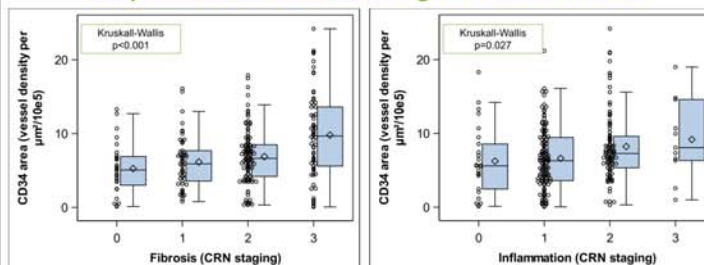 Kruskall-Wallis
p<0.001
CD34 area (vessel density per
µm²/10e5)
20
10
0
0 1 2 3
Fibrosis (CRN staging)
Kruskall-Wallis
p=0.027
CD34 area (vessel density per
µm²/10e5)
20
10
0
0 1 2 3
Inflammation (CRN staging)